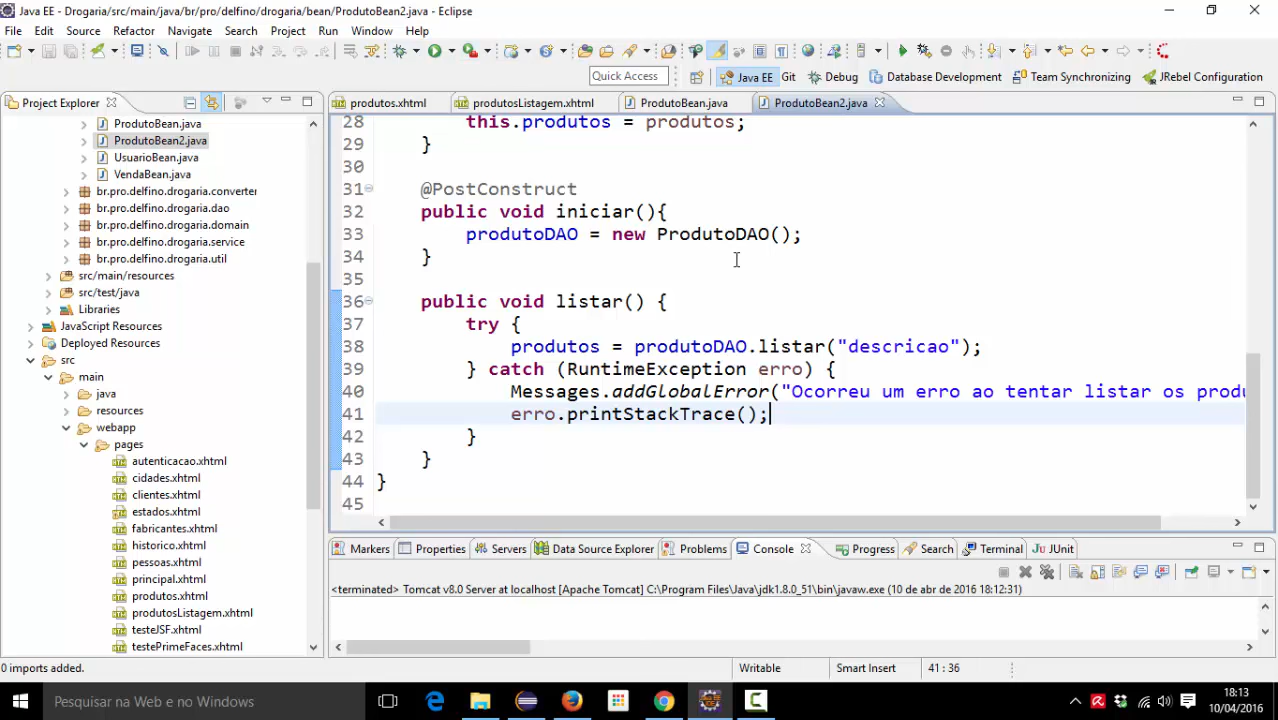 Java EE - Drogaria/src/main/java/br/pro/delfino/drogaria/bean/ProdutoBean2.java - Eclipse
File Edit Source Refactor Navigate Search Project Run Window Help
Quick Access Java EE Git Debug Database Development Team Synchronizing JRebel Configuration
Project Explorer
ProdutoBean.java
ProdutoBean2.java
UsuarioBean.java
VendaBean.java
br.pro.delfino.drogaria.converter
br.pro.delfino.drogaria.dao
br.pro.delfino.drogaria.domain
br.pro.delfino.drogaria.service
br.pro.delfino.drogaria.util
src/main/resources
src/test/java
Libraries
JavaScript Resources
Deployed Resources
src
main
java
resources
webapp
pages
autenticacao.xhtml
cidades.xhtml
clientes.xhtml
estados.xhtml
fabricantes.xhtml
historico.xhtml
pessoas.xhtml
principal.xhtml
produtos.xhtml
produtosListagem.xhtml
testeJSF.xhtml
testePrimeFaces.xhtml
produtos.xhtml produtosListagem.xhtml ProdutoBean.java ProdutoBean2.java
28 this.produtos = produtos;
29 }
30
31 @PostConstruct
32 public void iniciar(){
33 produtoDAO = new ProdutoDAO();
34 }
35
36 public void listar() {
37 try {
38 produtos = produtoDAO.listar("descricao");
39 } catch (RuntimeException erro) {
40 Messages.addGlobalError("Ocorreu um erro ao tentar listar os produ
41 erro.printStackTrace();
42 }
43 }
44 }
45
Markers Properties Servers Data Source Explorer Problems Console Progress Search Terminal JUnit
<terminated> Tomcat v8.0 Server at localhost [Apache Tomcat] C:\Program Files\Java\jdk1.8.0_51\bin\javaw.exe (10 de abr de 2016 18:12:31)
0 imports added. Writable Smart Insert 41 : 36
Pesquisar na Web e no Windows
18:13
10/04/2016